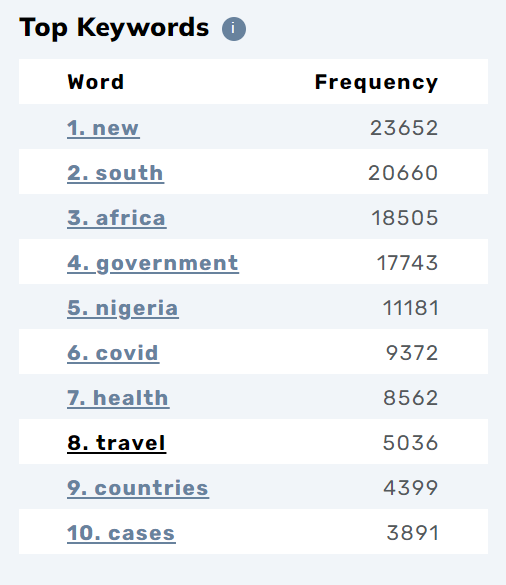 Top Keywords i
Word Frequency
1. new 23652
2. south 20660
3. africa 18505
4. government 17743
5. nigeria 11181
6. covid 9372
7. health 8562
8. travel 5036
9. countries 4399
10. cases 3891